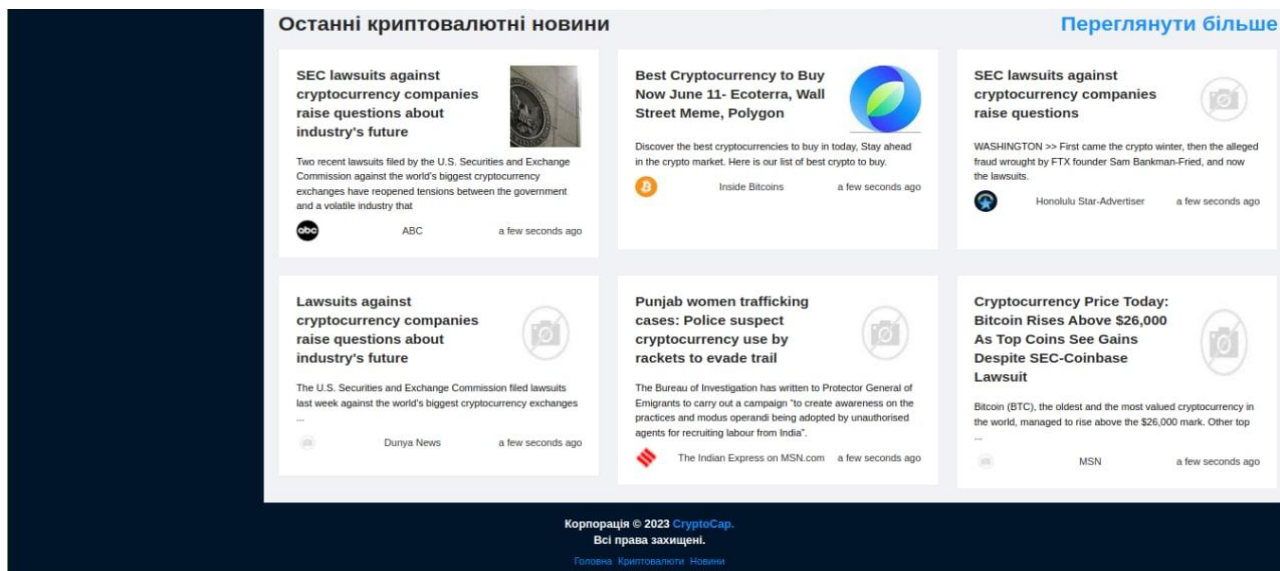 Останні криптовалютні новини
Переглянути більше
SEC lawsuits against
cryptocurrency companies
raise questions about
industry's future
Two recent lawsuits filed by the U.S. Securities and Exchange
Commission against the world's biggest cryptocurrency
exchanges have reopened tensions between the government
and a volatile industry that
abc
ABC
a few seconds ago
Best Cryptocurrency to Buy
Now June 11- Ecoterra, Wall
Street Meme, Polygon
Discover the best cryptocurrencies to buy in today, Stay ahead
in the crypto market. Here is our list of best crypto to buy.
Inside Bitcoins
a few seconds ago
SEC lawsuits against
cryptocurrency companies
raise questions
WASHINGTON >> First came the crypto winter, then the alleged
fraud wrought by FTX founder Sam Bankman-Fried, and now
the lawsuits.
Honolulu Star-Advertiser
a few seconds ago
Lawsuits against
cryptocurrency companies
raise questions about
industry's future
The U.S. Securities and Exchange Commission filed lawsuits
last week against the world's biggest cryptocurrency exchanges
...
Dunya News
a few seconds ago
Punjab women trafficking
cases: Police suspect
cryptocurrency use by
rackets to evade trail
The Bureau of Investigation has written to Protector General of
Emigrants to carry out a campaign "to create awareness on the
practices and modus operandi being adopted by unauthorised
agents for recruiting labour from India".
The Indian Express on MSN.com
a few seconds ago
Cryptocurrency Price Today:
Bitcoin Rises Above $26,000
As Top Coins See Gains
Despite SEC-Coinbase
Lawsuit
Bitcoin (BTC), the oldest and the most valued cryptocurrency in
the world, managed to rise above the $26,000 mark. Other top
...
MSN
a few seconds ago
Корпорація © 2023 CryptoCap.
Всі права захищені.
Головна Криптовалюти Новини